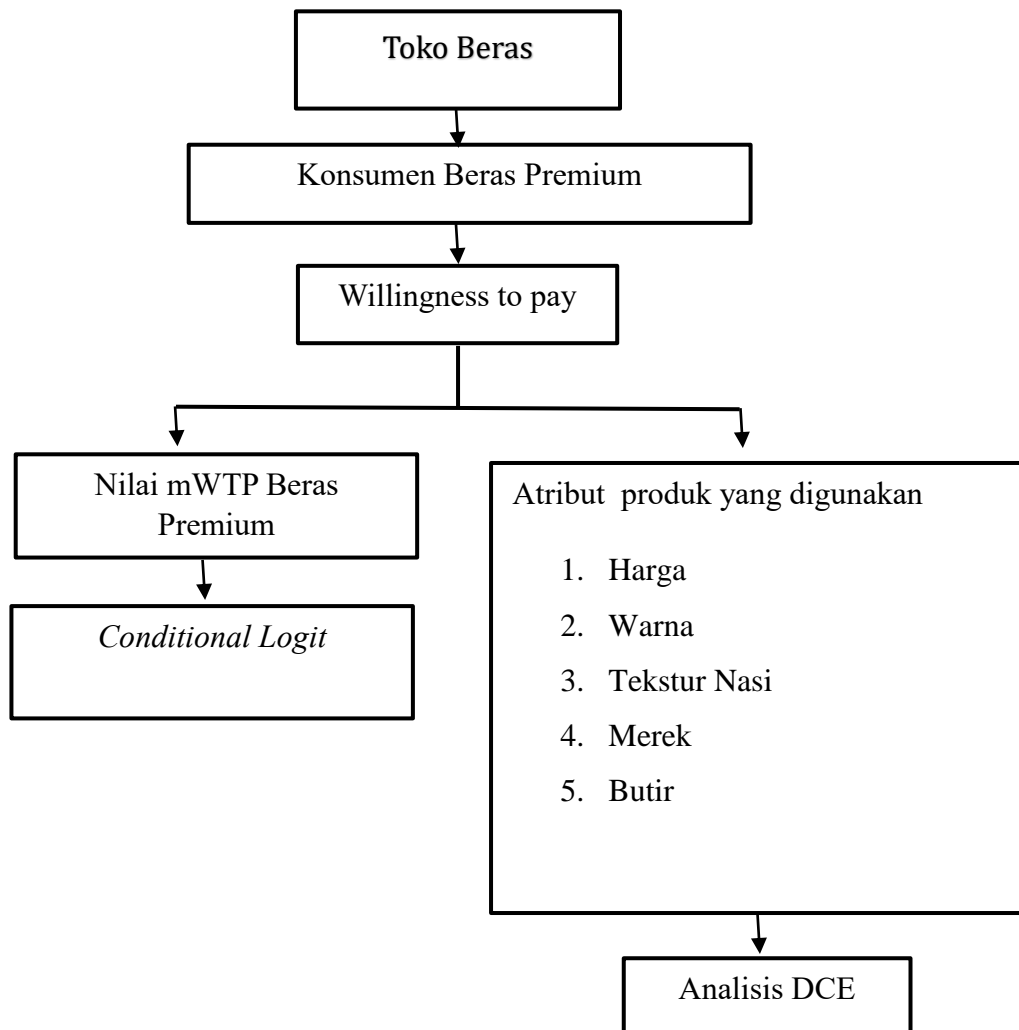 Toko Beras
Konsumen Beras Premium
Willingness to pay
Nilai mWTP Beras
Premium
Conditional Logit
Atribut produk yang digunakan
1. Harga
2. Warna
3. Tekstur Nasi
4. Merek
5. Butir
Analisis DCE